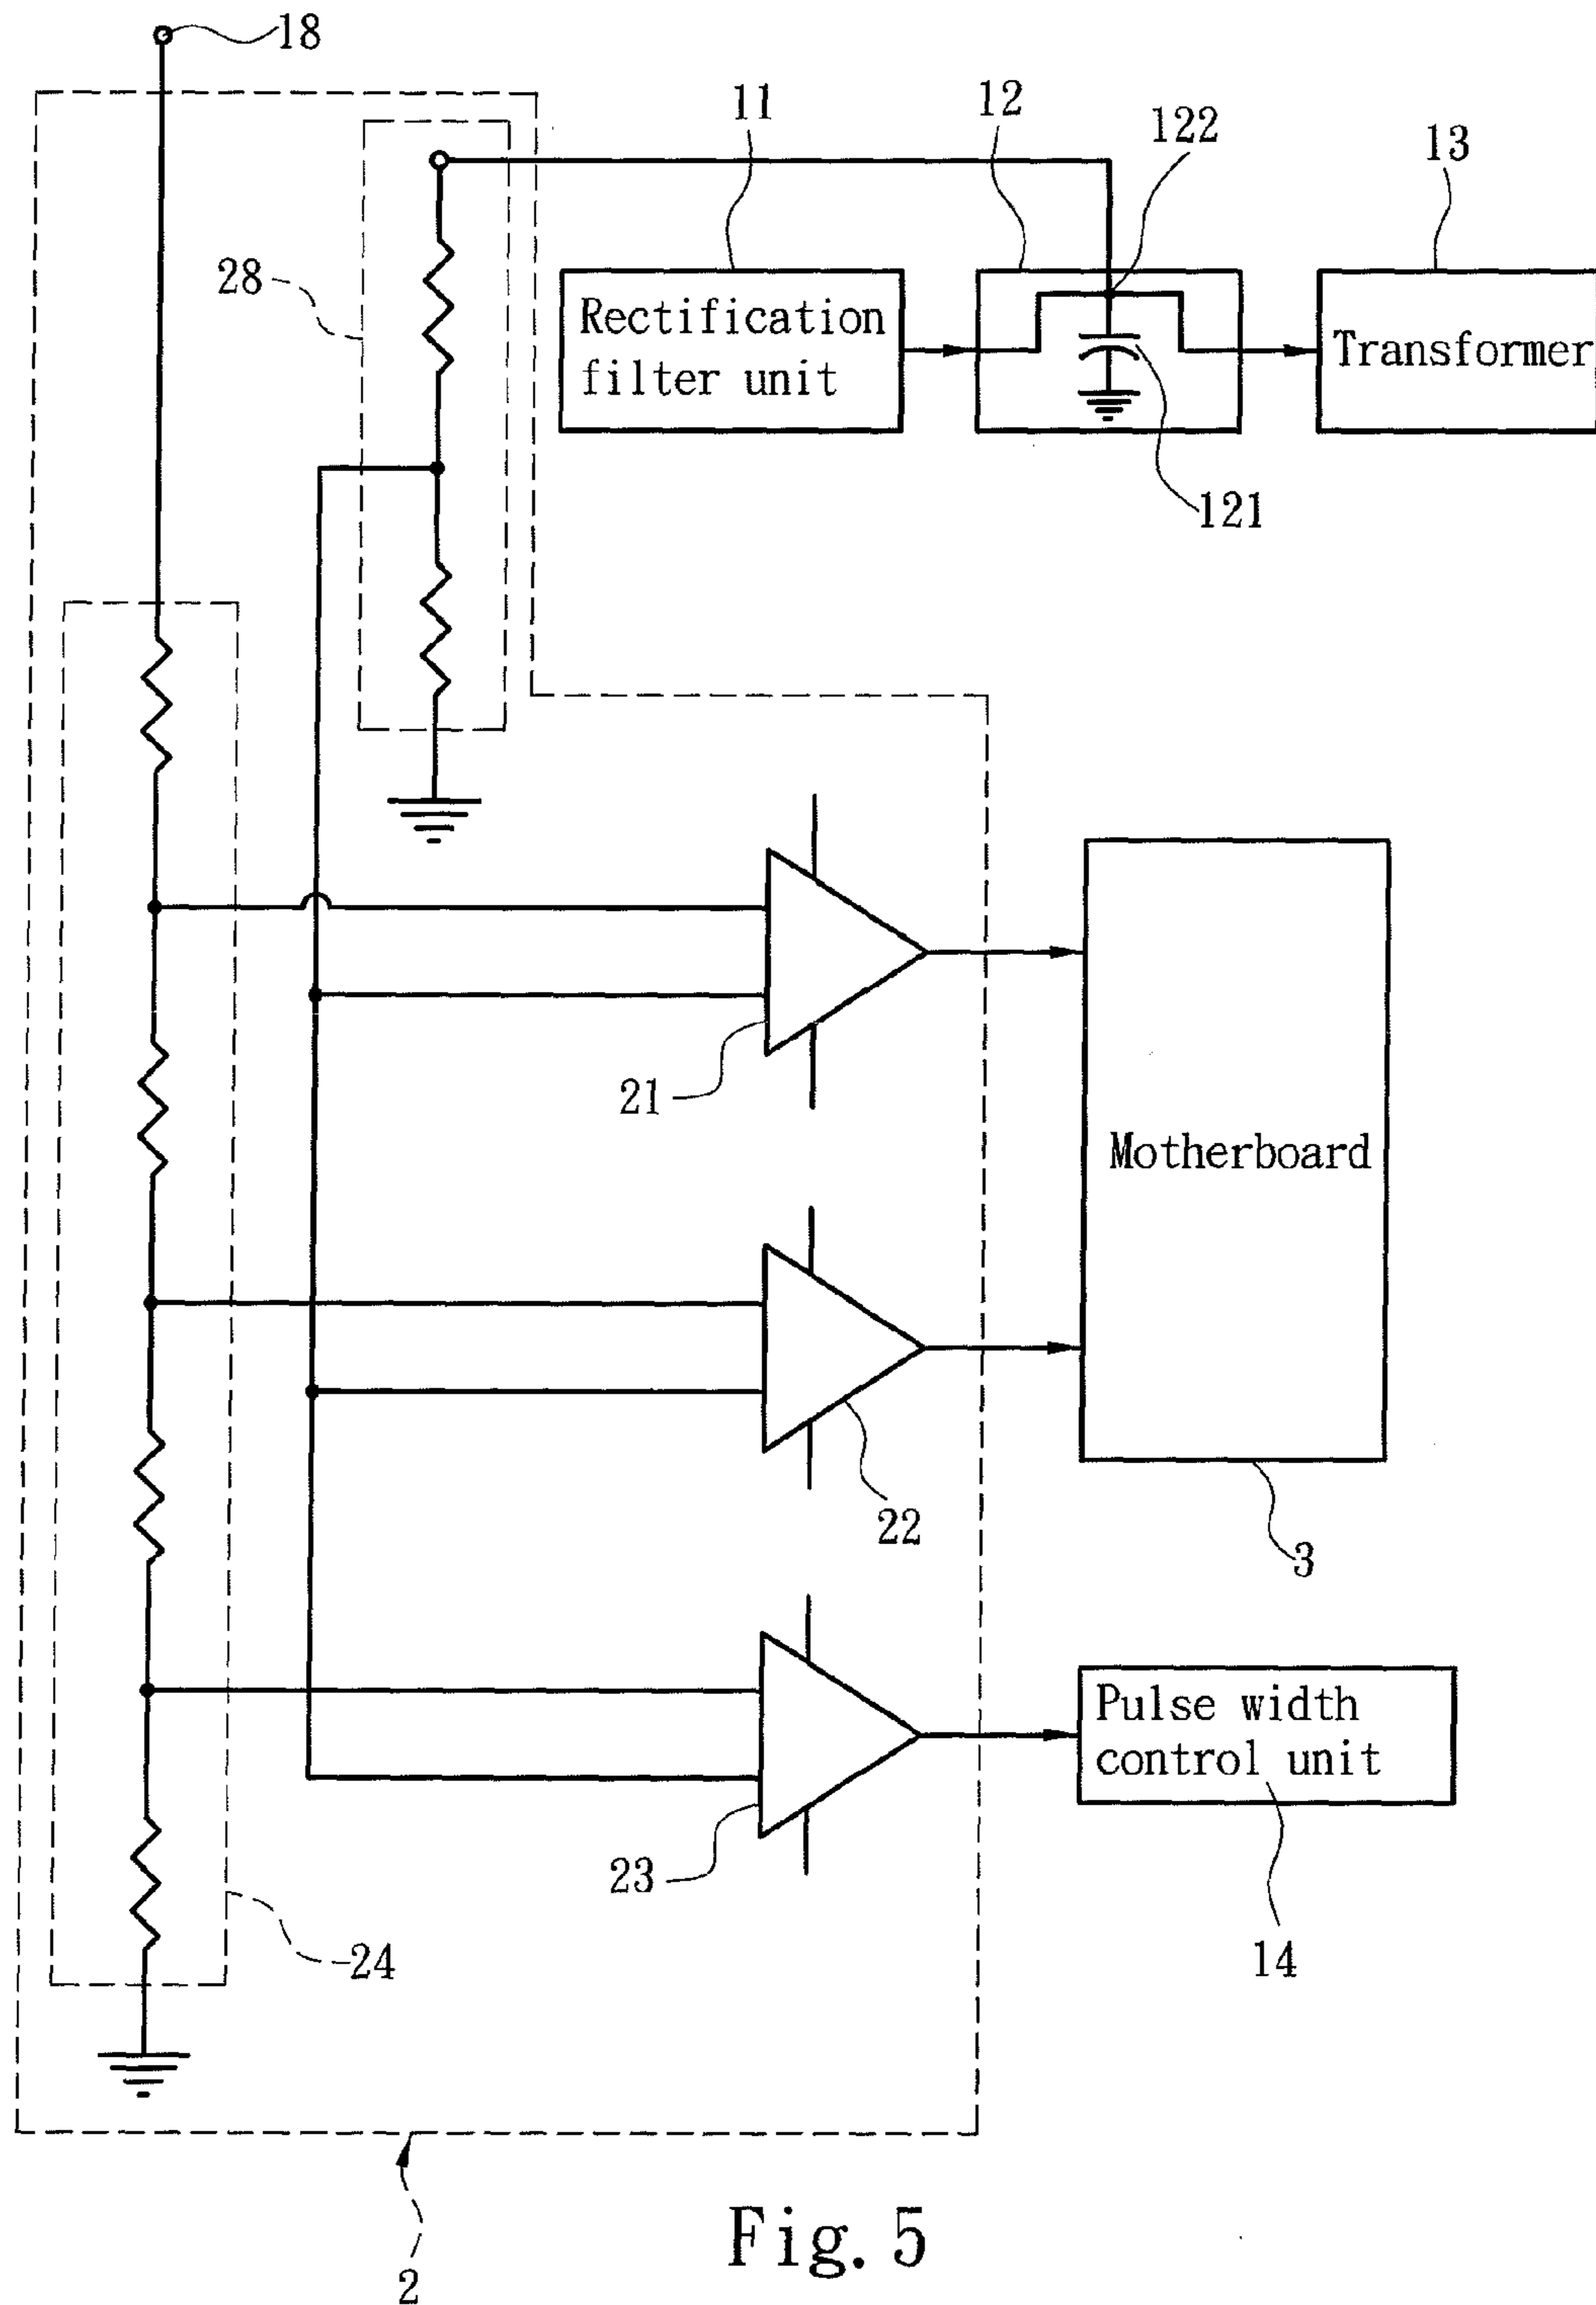 18
11
12
122
13
28
Rectification
filter unit
Transformer
121
21
Motherboard
22
3
Pulse width
control unit
23
24
14
2
Fig. 5